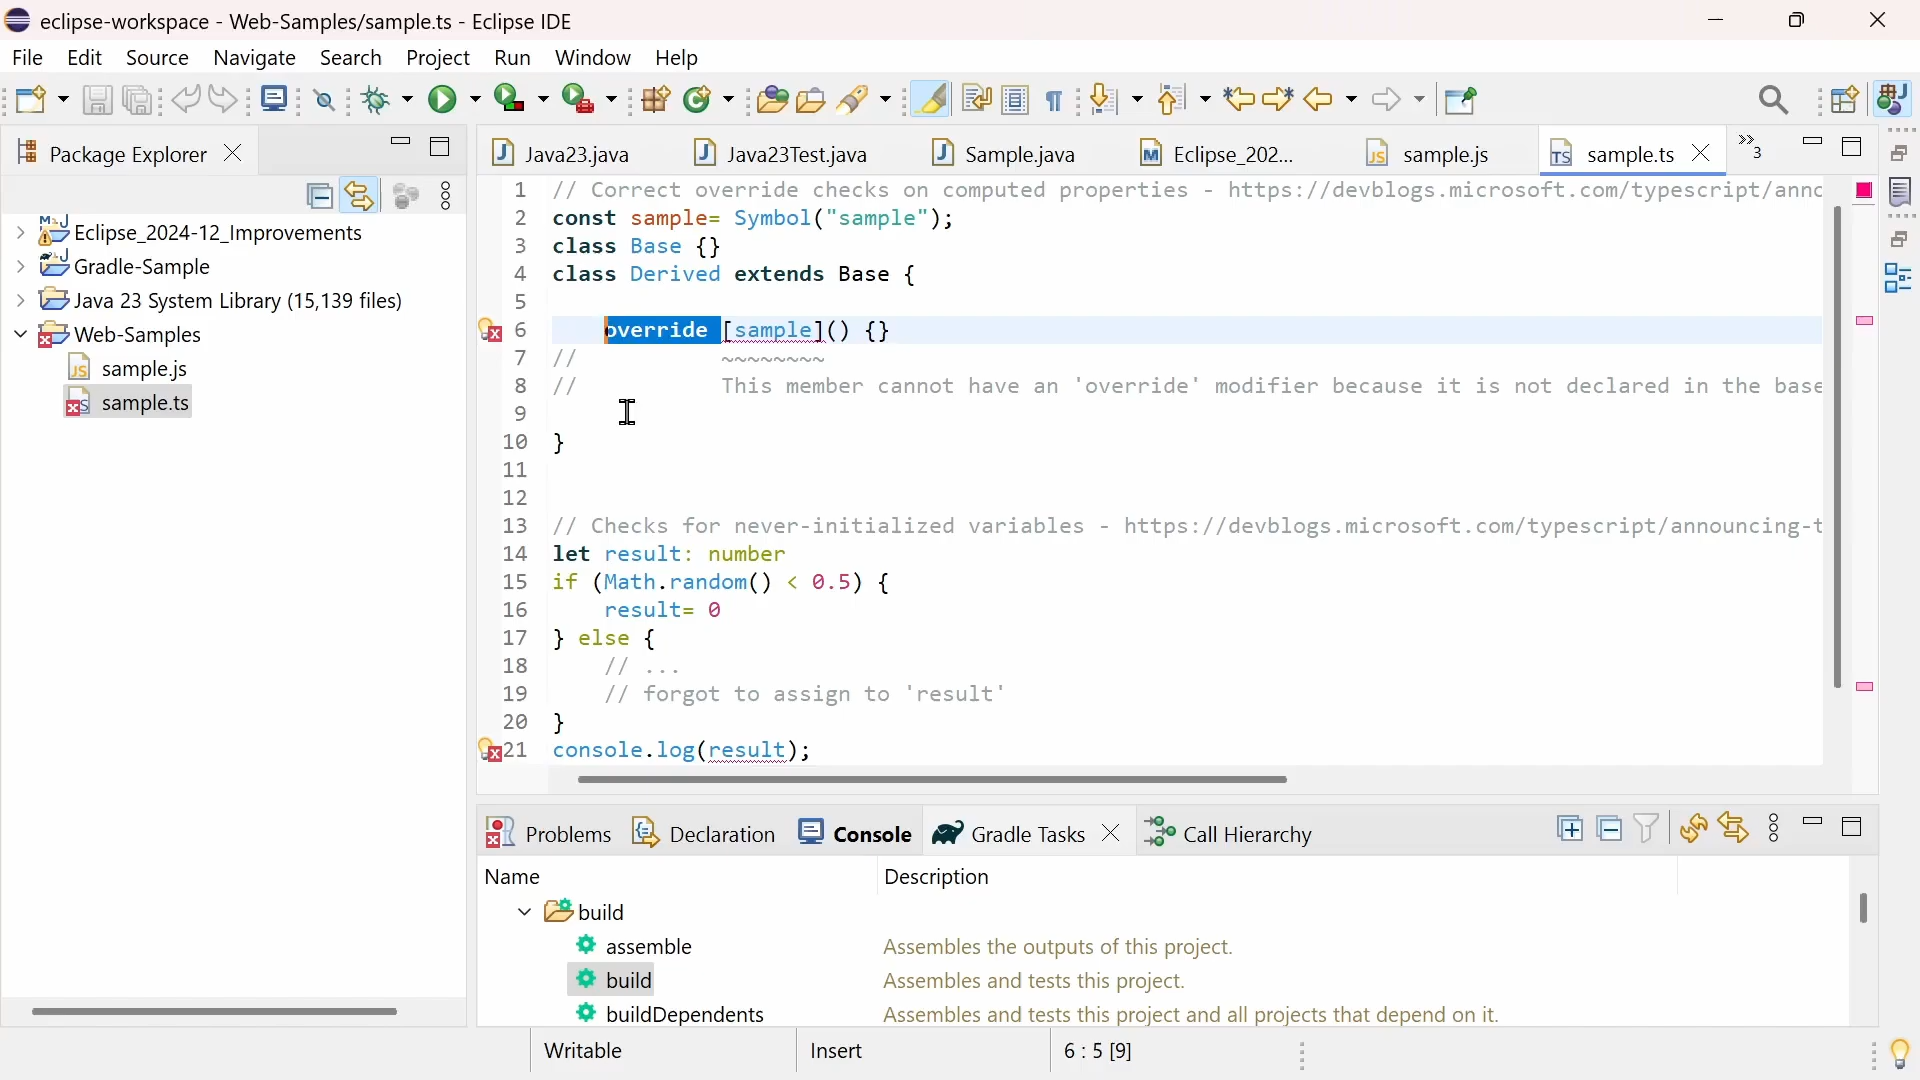 eclipse-workspace - Web-Samples/sample.ts - Eclipse IDE
File Edit Source Navigate Search Project Run Window Help
Package Explorer
Eclipse_2024-12_Improvements
Gradle-Sample
Java 23 System Library (15,139 files)
Web-Samples
sample.js
sample.ts
Java23.java Java23Test.java Sample.java Eclipse_202... sample.js sample.ts »3
1 // Correct override checks on computed properties - https://devblogs.microsoft.com/typescript/annc
2 const sample= Symbol("sample");
3 class Base {}
4 class Derived extends Base {
5
6 override [sample]() {}
7 // ~~~~~~~~
8 // This member cannot have an 'override' modifier because it is not declared in the base
9
10 }
11
12
13 // Checks for never-initialized variables - https://devblogs.microsoft.com/typescript/announcing-t
14 let result: number
15 if (Math.random() < 0.5) {
16 result= 0
17 } else {
18 // ...
19 // forgot to assign to 'result'
20 }
21 console.log(result);
Problems Declaration Console Gradle Tasks Call Hierarchy
Name Description
build
assemble Assembles the outputs of this project.
build Assembles and tests this project.
buildDependents Assembles and tests this project and all projects that depend on it.
Writable Insert 6 : 5 [9]